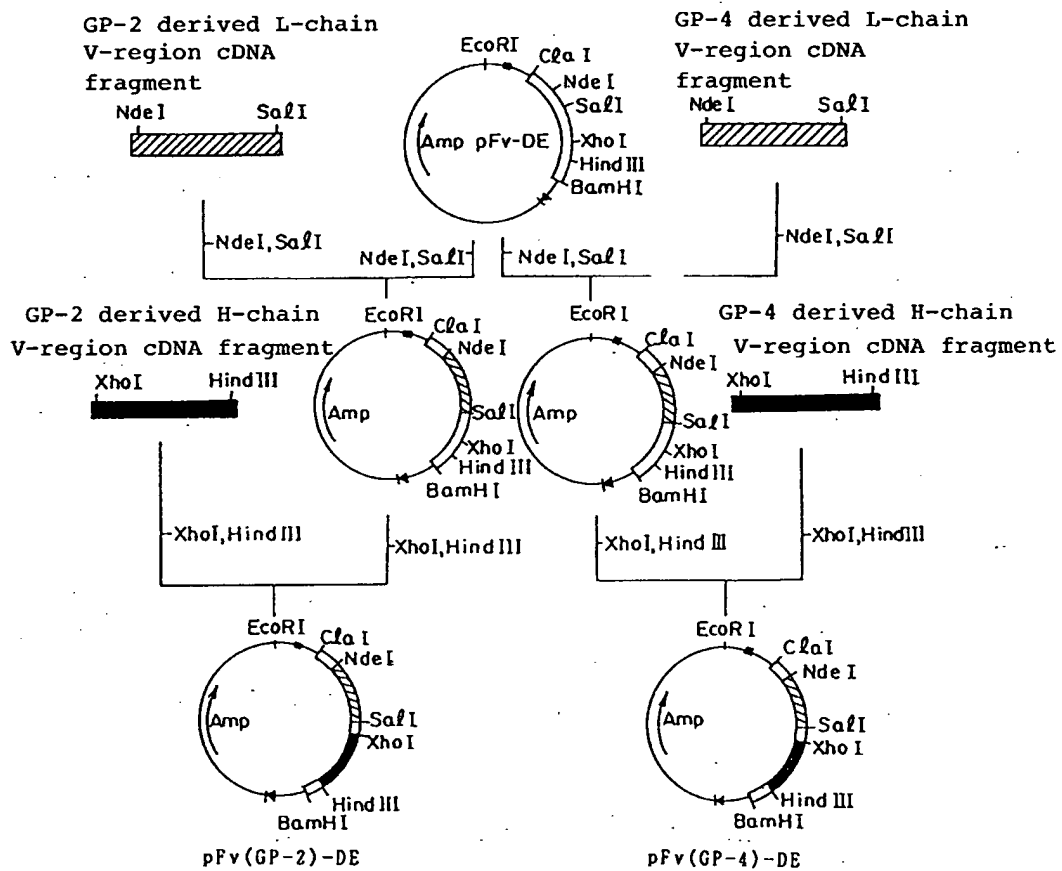 GP-2 derived L-chain
V-region cDNA
fragment
NdeI
SalI
EcoRI
ClaI
NdeI
SalI
XhoI
HindIII
BamHI
Amp pFv-DE
GP-4 derived L-chain
V-region cDNA
fragment
NdeI
SalI
NdeI,SalI
NdeI,SalI
NdeI,SalI
NdeI,SalI
GP-2 derived H-chain
V-region cDNA fragment
XhoI
HindIII
EcoRI
ClaI
NdeI
Amp
SalI
XhoI
HindIII
BamHI
EcoRI
ClaI
NdeI
Amp
SalI
XhoI
HindIII
BamHI
GP-4 derived H-chain
V-region cDNA fragment
XhoI
HindIII
XhoI,HindIII
XhoI,HindIII
XhoI,HindIII
XhoI,HindIII
EcoRI
ClaI
NdeI
Amp
SalI
XhoI
HindIII
BamHI
pFv(GP-2)-DE
EcoRI
ClaI
NdeI
Amp
SalI
XhoI
HindIII
BamHI
pFv(GP-4)-DE